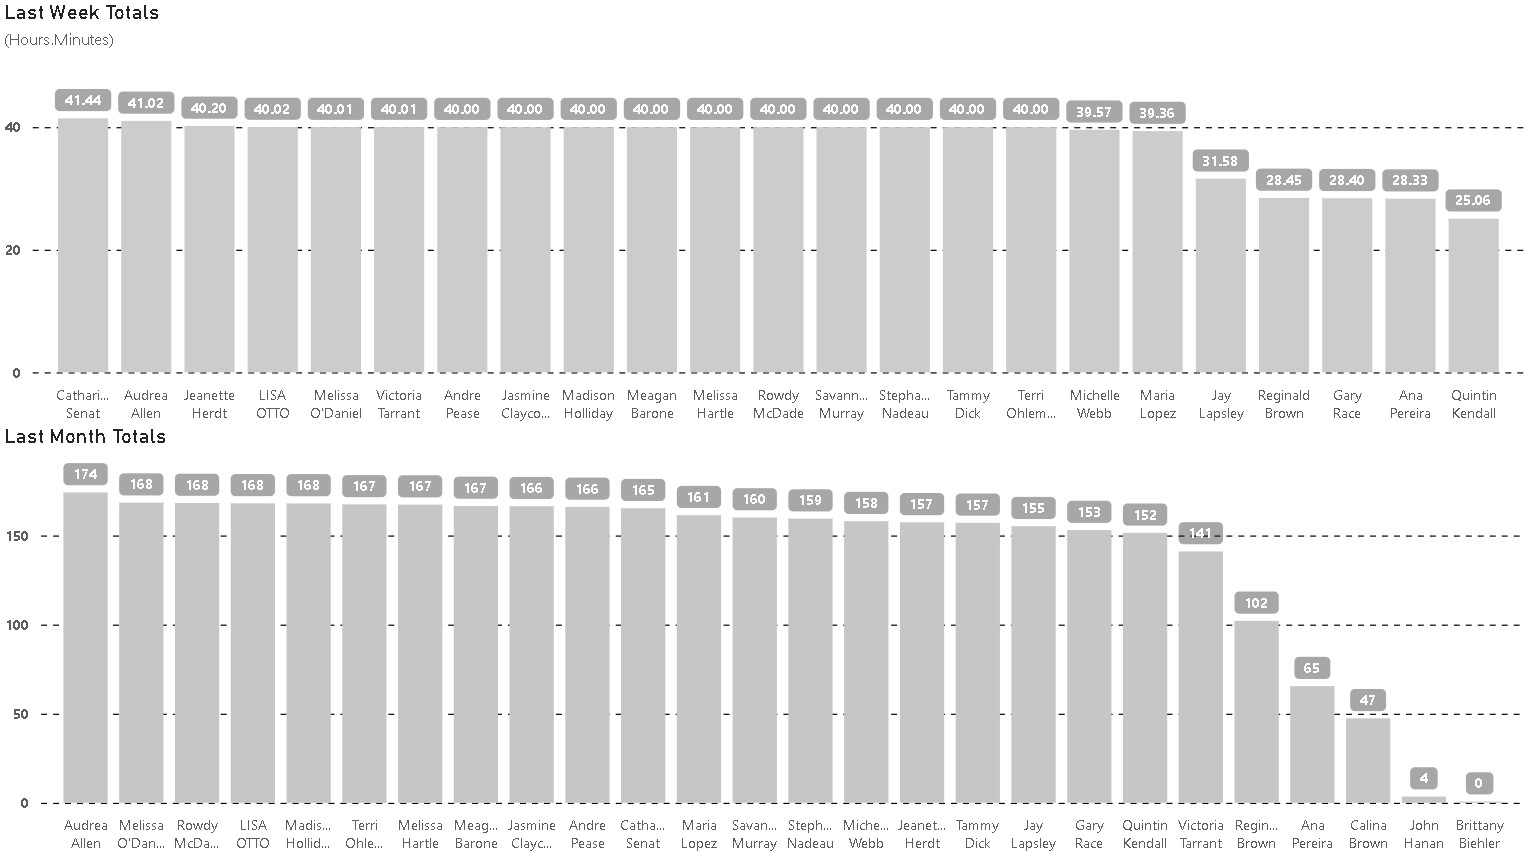 Last Week Totals
(Hours.Minutes)
41.44 41.02 40.20 40.02 40.01 40.01 40.00 40.00 40.00 40.00 40.00 40.00 40.00 40.00 40.00 40.00 39.57 39.36 31.58 28.45 28.40 28.33 25.06
40
20
0
Cathari... Audrea Jeanette LISA Melissa Victoria Andre Jasmine Madison Meagan Melissa Rowdy Savann... Stepha... Tammy Terri Michelle Maria Jay Reginald Gary Ana Quintin
Senat Allen Herdt OTTO O'Daniel Tarrant Pease Clayco... Holliday Barone Hartle McDade Murray Nadeau Dick Ohlem... Webb Lopez Lapsley Brown Race Pereira Kendall
Last Month Totals
174 168 168 168 168 167 167 167 166 166 165 161 160 159 158 157 157 155 153 152 141 102 65 47 4 0
150
100
50
0
Audrea Melissa Rowdy LISA Madis... Terri Melissa Meag... Jasmine Andre Catha... Maria Savan... Steph... Miche... Jeanet... Tammy Jay Gary Quintin Victoria Regin... Ana Calina John Brittany
Allen O'Dan... McDa... OTTO Hollid... Ohle... Hartle Barone Clayc... Pease Senat Lopez Murray Nadeau Webb Herdt Dick Lapsley Race Kendall Tarrant Brown Pereira Brown Hanan Biehler